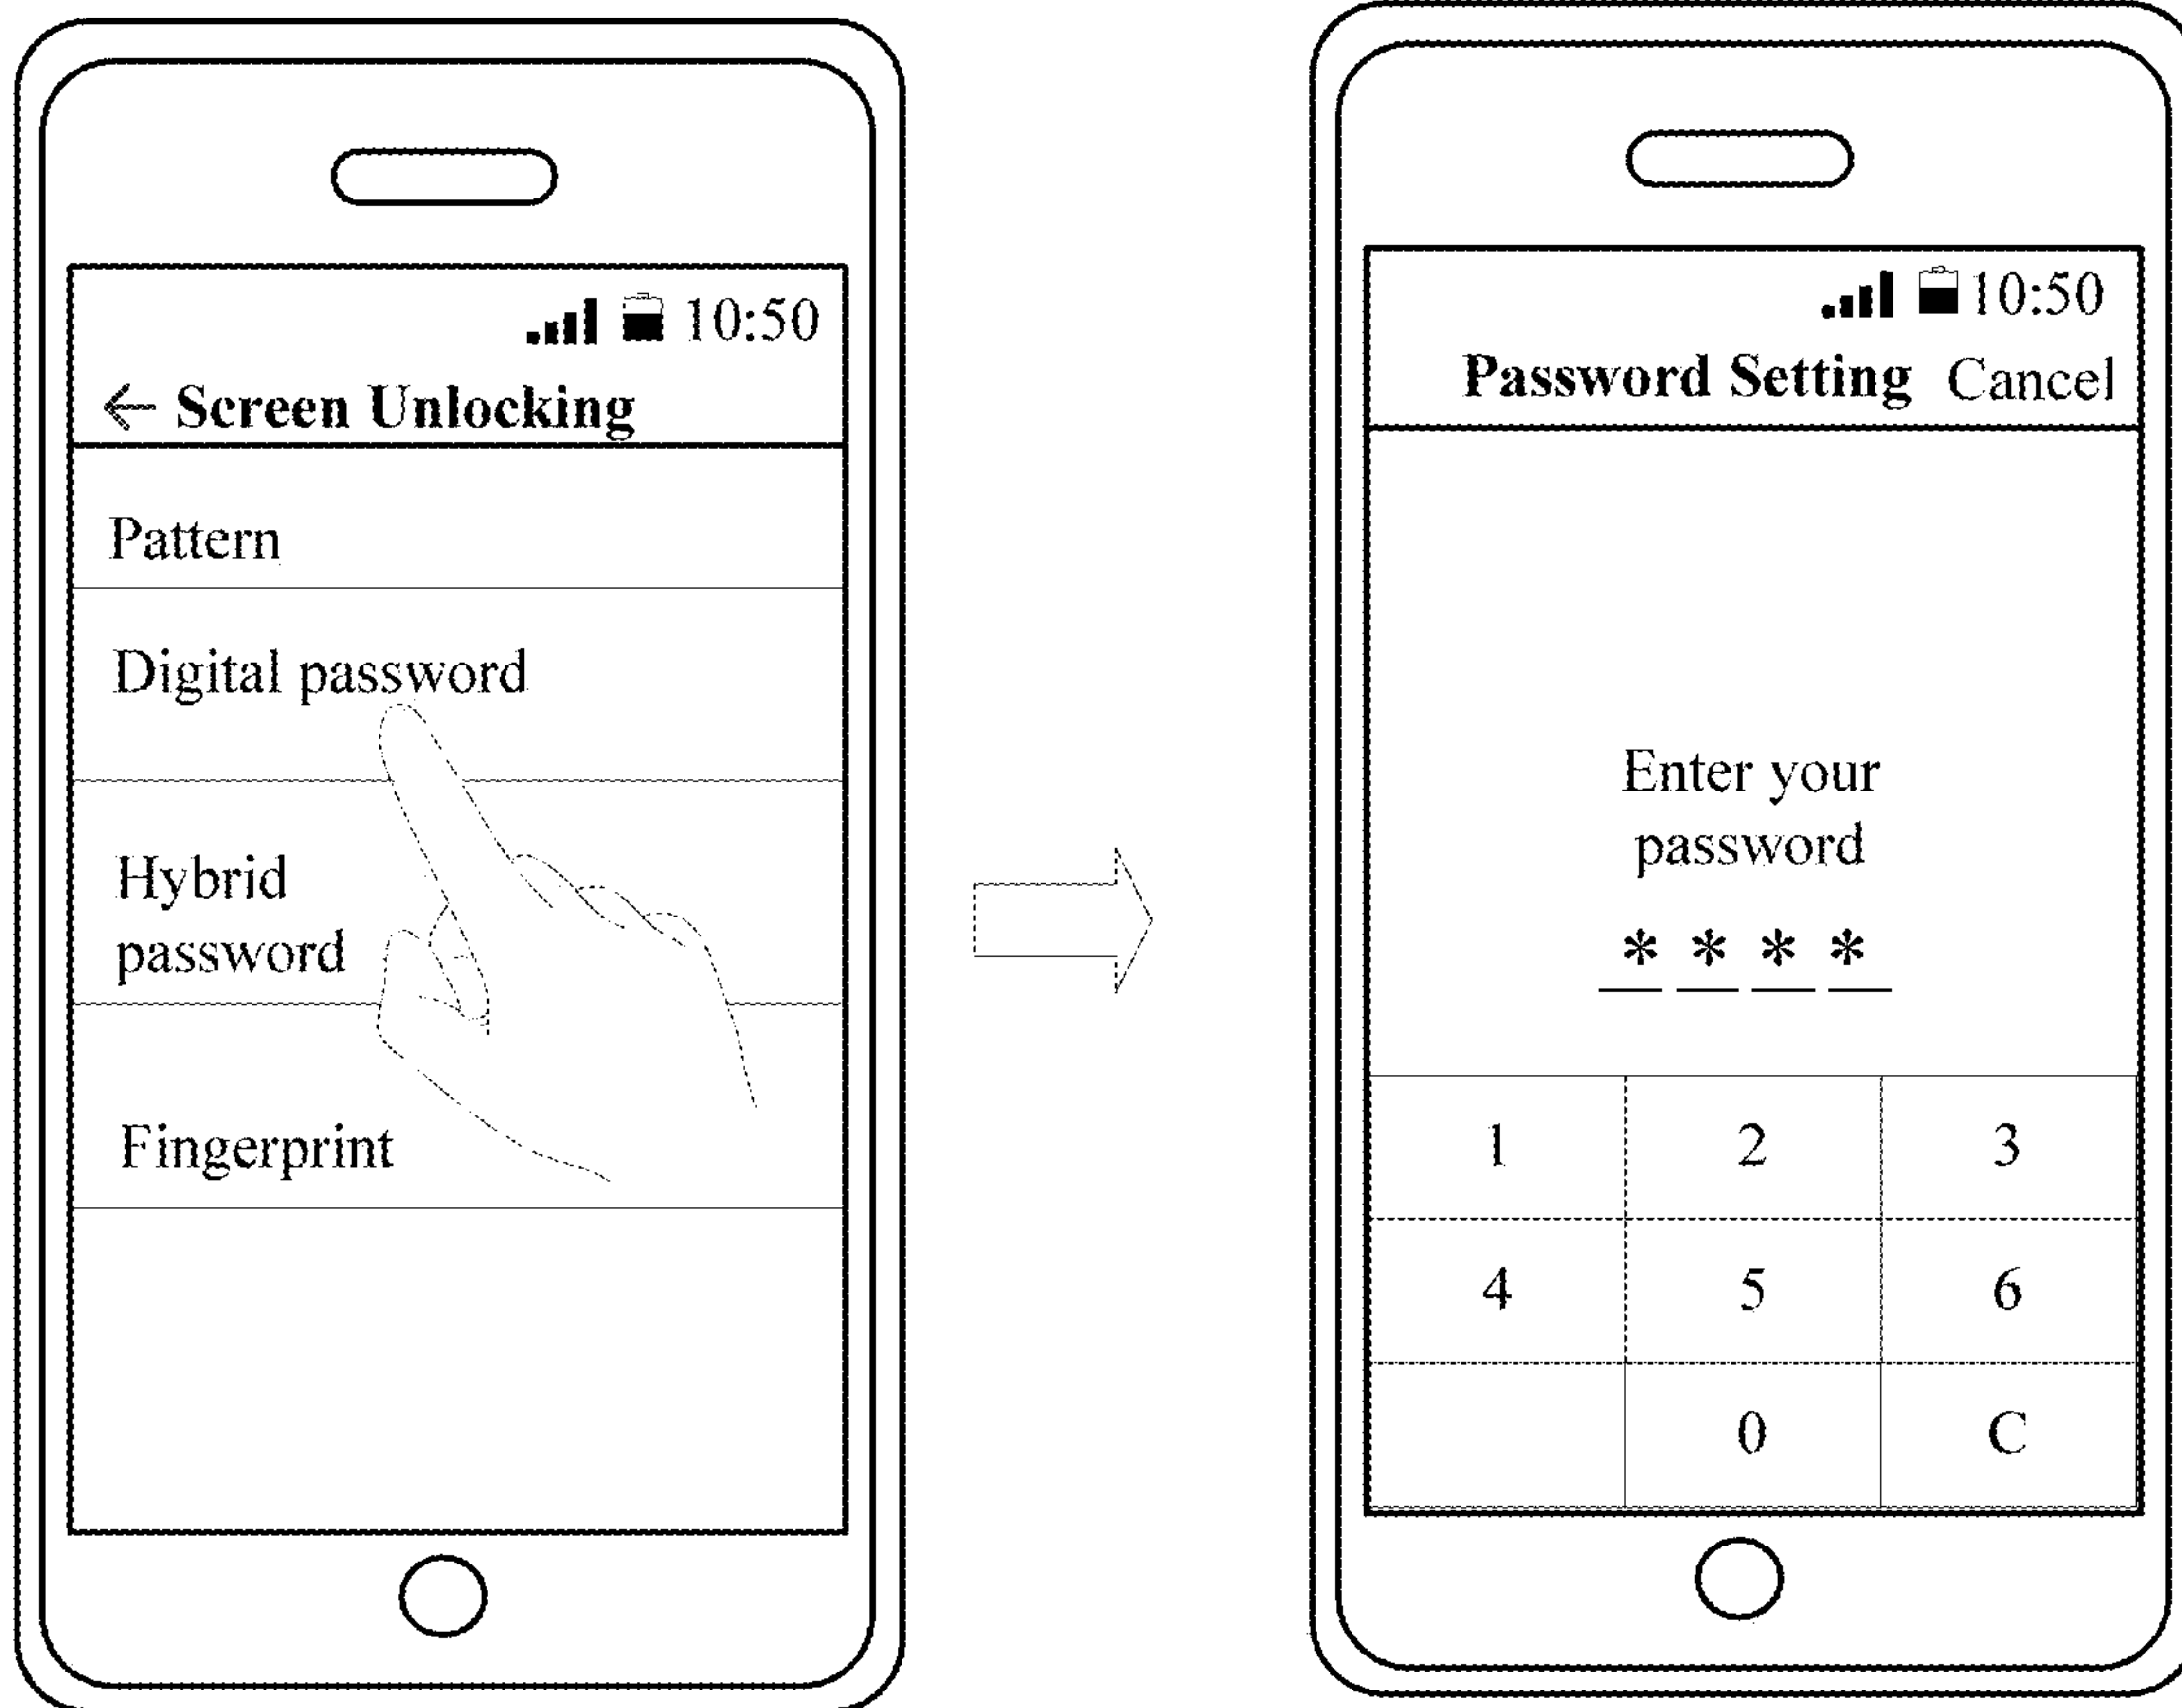 10:50
← Screen Unlocking
Pattern
Digital password
Hybrid
password
Fingerprint
10:50
Password Setting Cancel
Enter your
password
* * * *
1 2 3
4 5 6
0 C